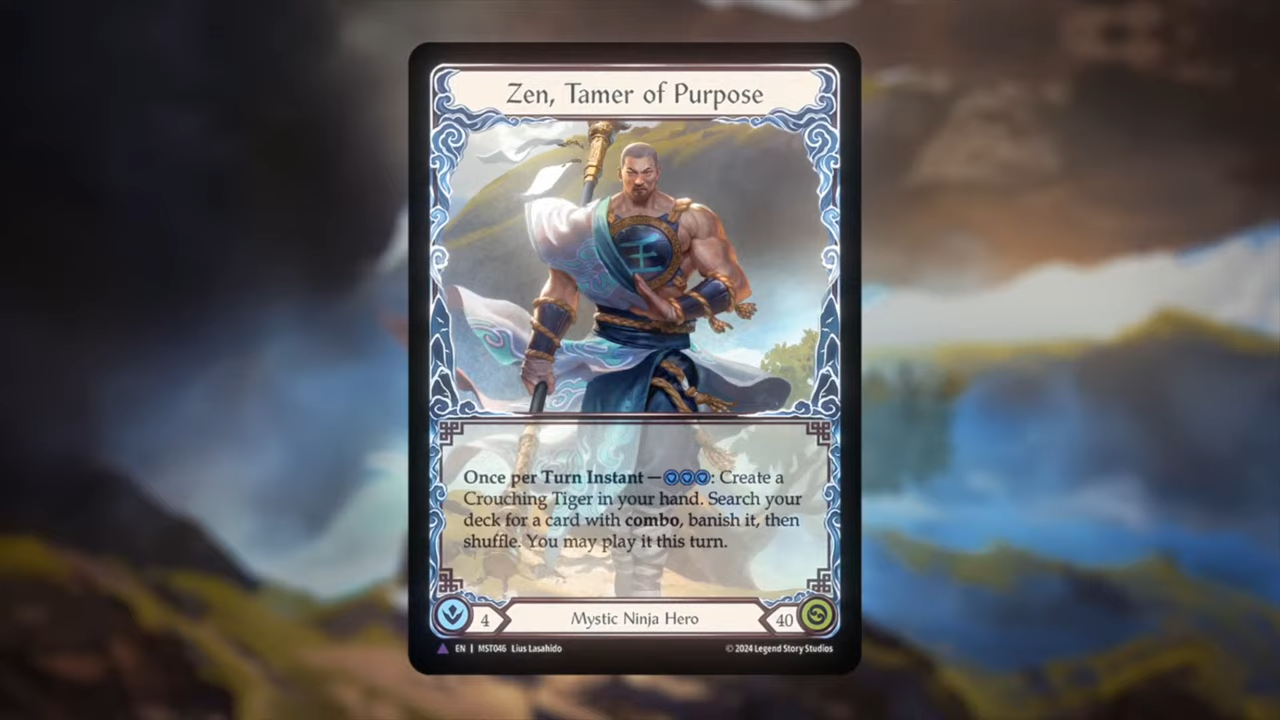 Zen, Tamer of Purpose
王
Once per Turn Instant — : Create a
Crouching Tiger in your hand. Search your
deck for a card with combo, banish it, then
shuffle. You may play it this turn.
4
Mystic Ninja Hero
40
EN | MST046 Lius Lasahido
© 2024 Legend Story Studios